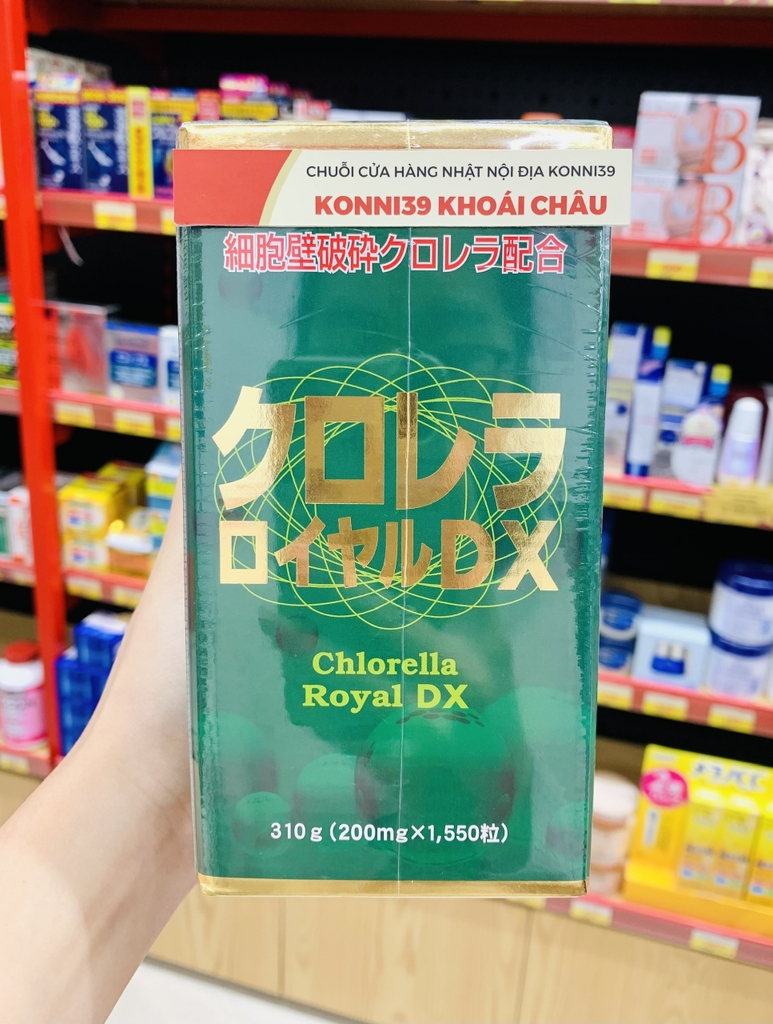 CHUỖI CỬA HÀNG NHẬT NỘI ĐỊA KONNI39
KONNI39 KHOÁI CHÂU
細胞壁破砕クロレラ配合
クロレラ
ロイヤルDX
Chlorella
Royal DX
310g(200mg×1,550粒)